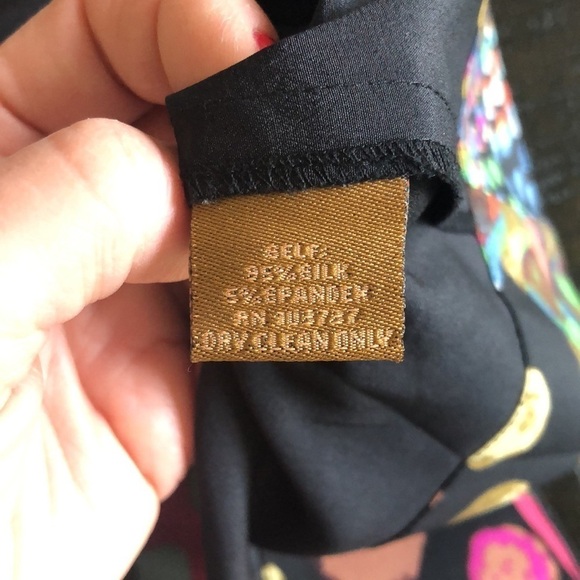 SELF:
95% SILK
5% SPANDEX
RN 103727
DRY CLEAN ONLY